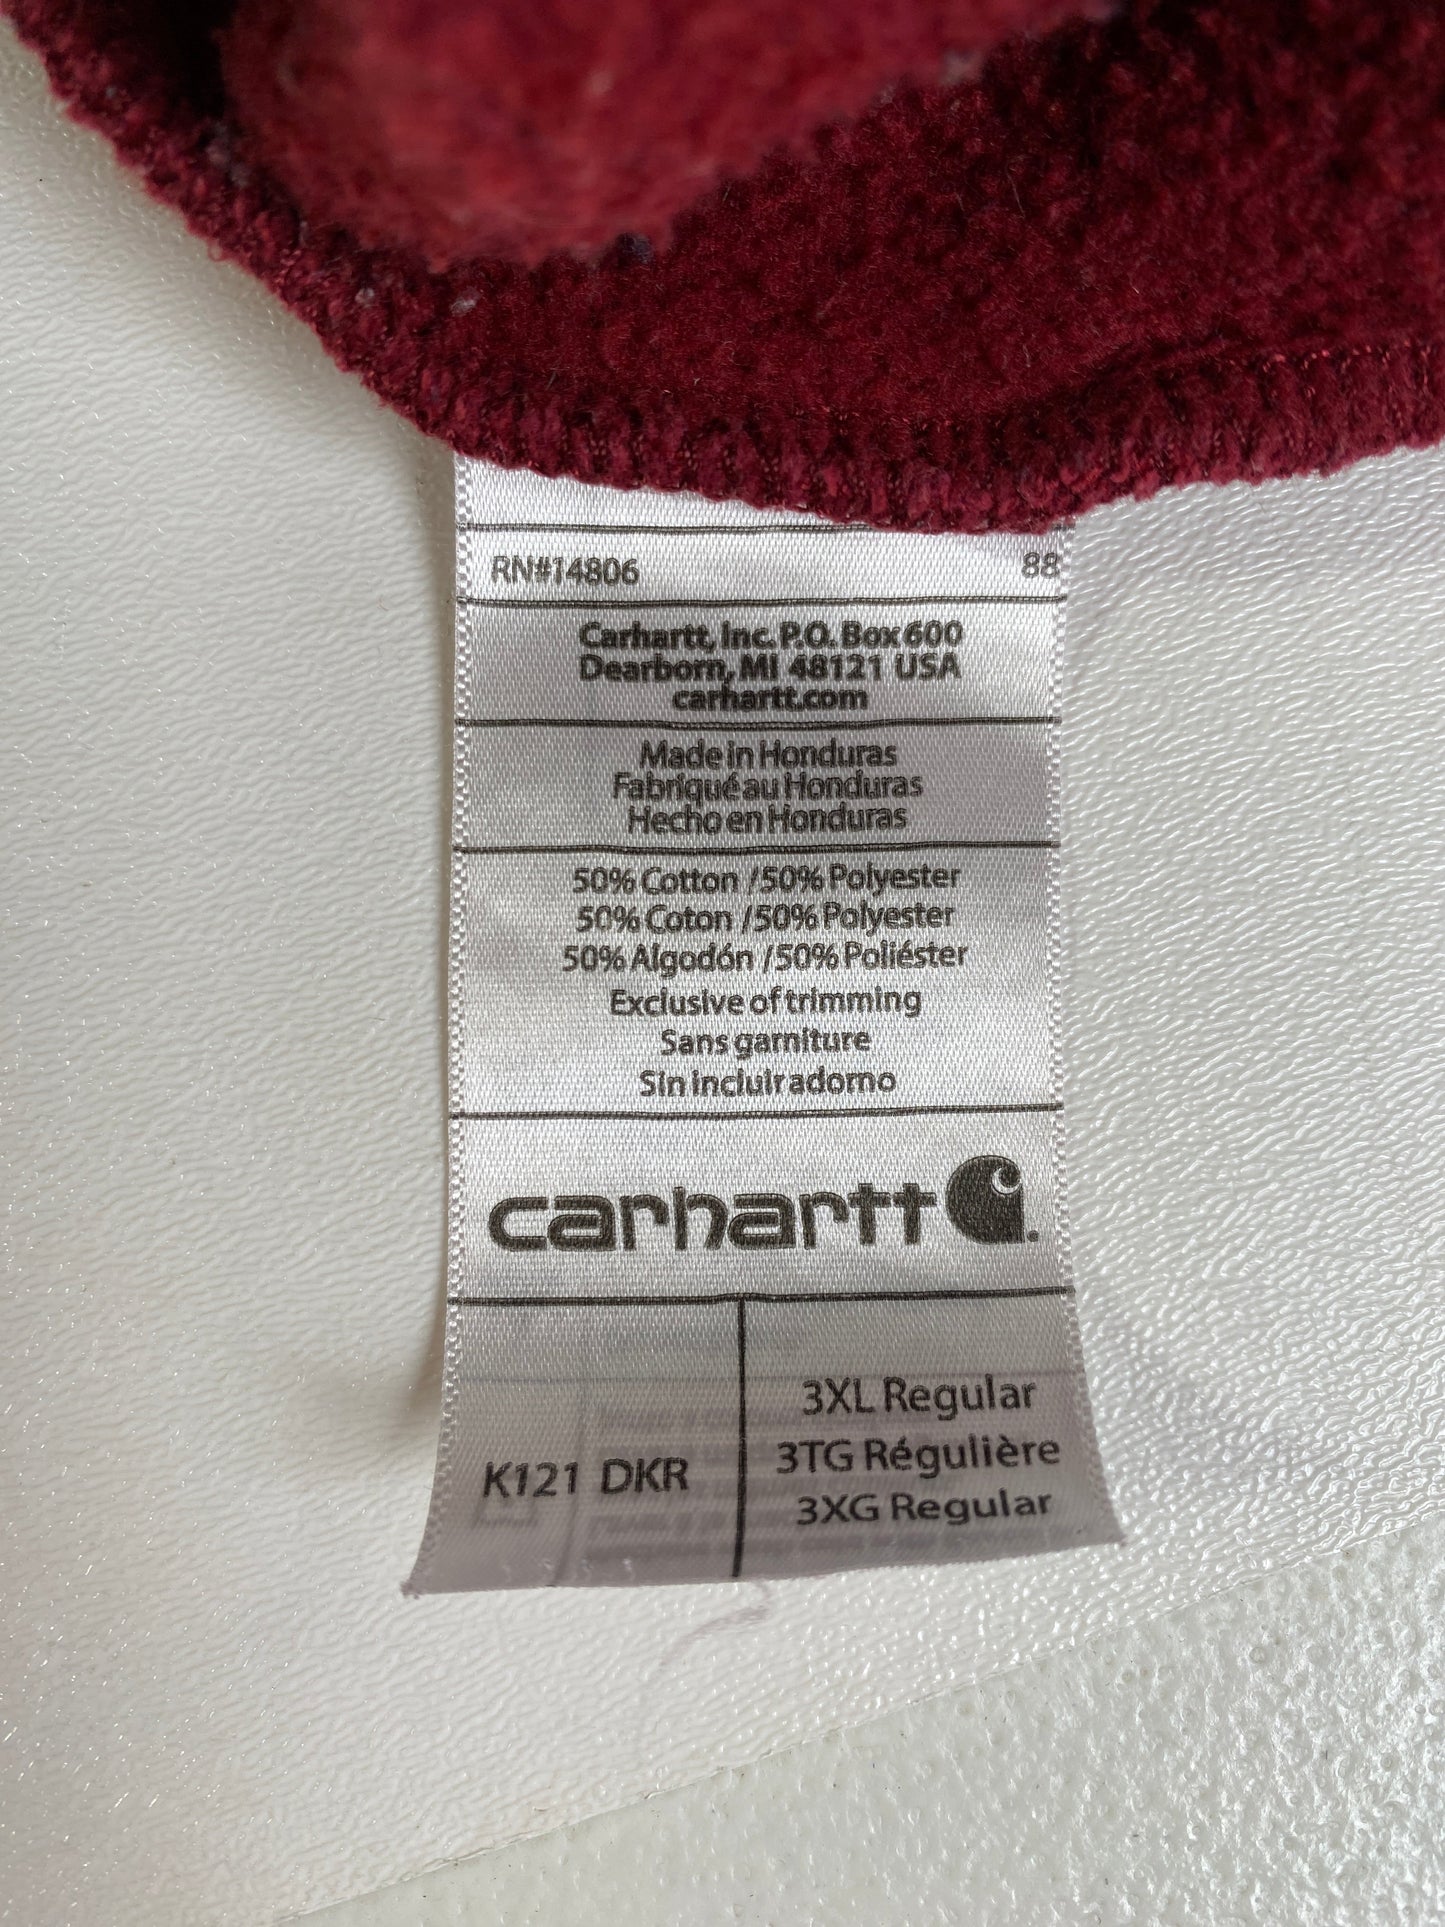 RN#14806 88
Carhartt, Inc. P.O. Box 600
Dearborn, MI 48121 USA
carhartt.com
Made in Honduras
Fabriqué au Honduras
Hecho en Honduras
50% Cotton /50% Polyester
50% Coton /50% Polyester
50% Algodón /50% Poliéster
Exclusive of trimming
Sans garniture
Sin incluir adorno
carhartt
K121 DKR
3XL Regular
3TG Régulière
3XG Regular